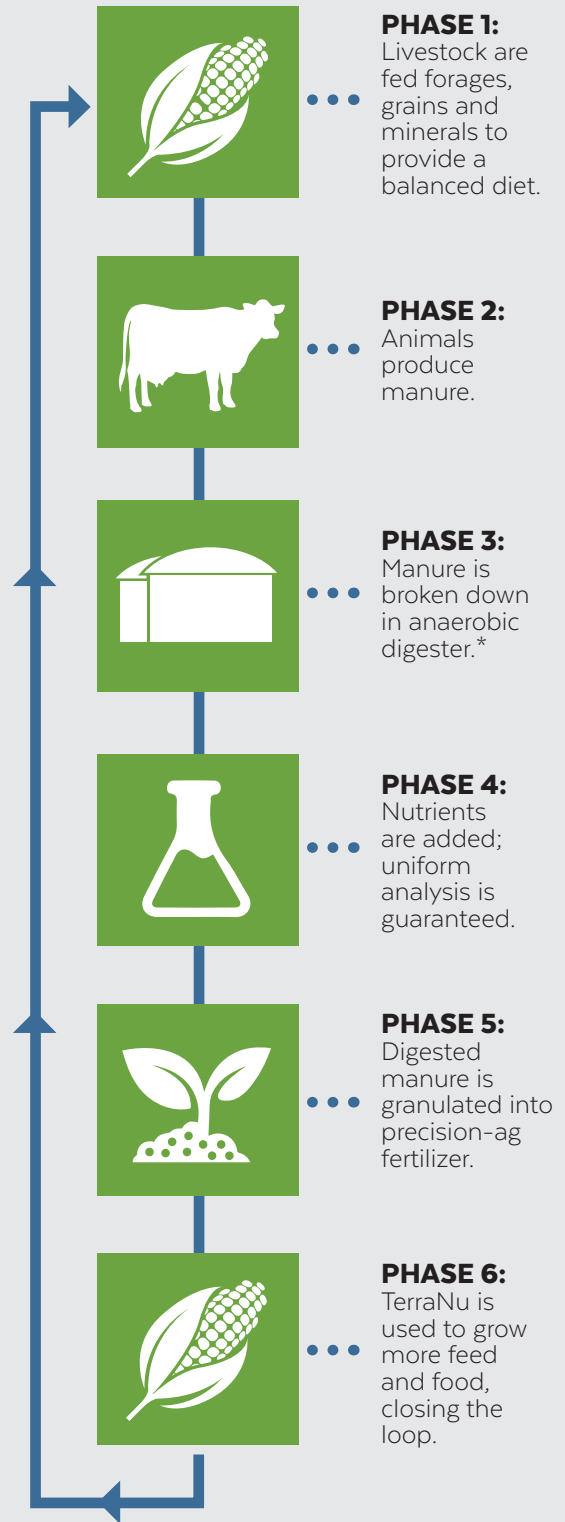 PHASE 1:
Livestock are
fed forages,
grains and
minerals to
provide a
balanced diet.
PHASE 2:
Animals
produce
manure.
PHASE 3:
Manure is
broken down
in anaerobic
digester.*
PHASE 4:
Nutrients
are added;
uniform
analysis is
guaranteed.
PHASE 5:
Digested
manure is
granulated into
precision-ag
fertilizer.
PHASE 6:
TerraNu is
used to grow
more feed
and food,
closing the
loop.